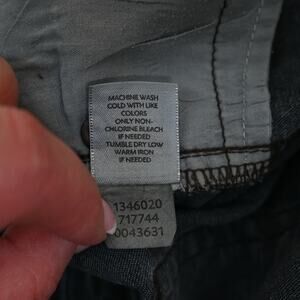 MACHINE WASH
COLD WITH LIKE
COLORS
ONLY NON-
CHLORINE BLEACH
IF NEEDED
TUMBLE DRY LOW
WARM IRON
IF NEEDED
1346020
717744
0043631